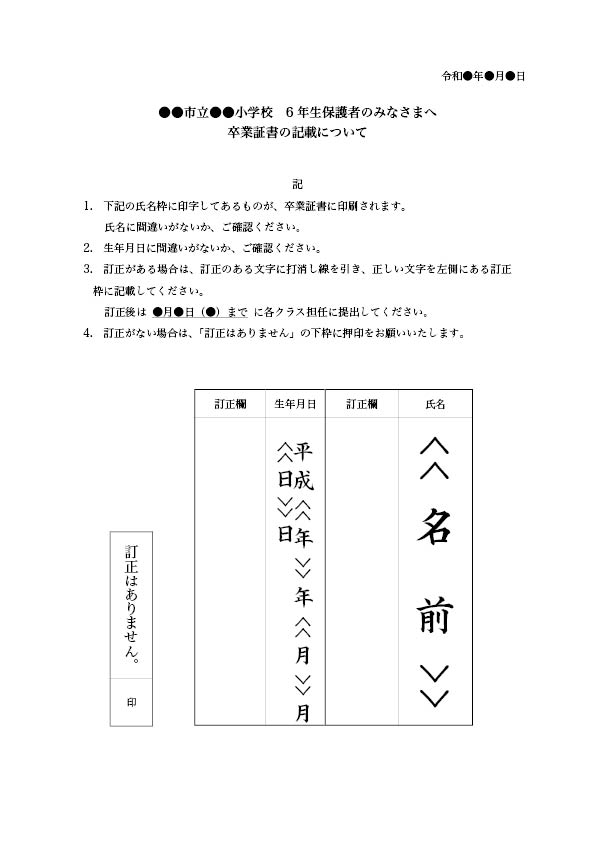 令和●年●月●日
●●市立●●小学校　6年生保護者のみなさまへ
卒業証書の記載について
記
1.　下記の氏名枠に印字してあるものが、卒業証書に印刷されます。
氏名に間違いがないか、ご確認ください。
2.　生年月日に間違いがないか、ご確認ください。
3.　訂正がある場合は、訂正のある文字に打消し線を引き、正しい文字を左側にある訂正
枠に記載してください。
訂正後は ●月●日（●）まで に各クラス担任に提出してください。
4.　訂正がない場合は、「訂正はありません」の下枠に押印をお願いいたします。
氏名
《名前》
訂正欄
生年月日
平成《年》年《月》月
《日》日
訂正欄
訂正はありません。
印